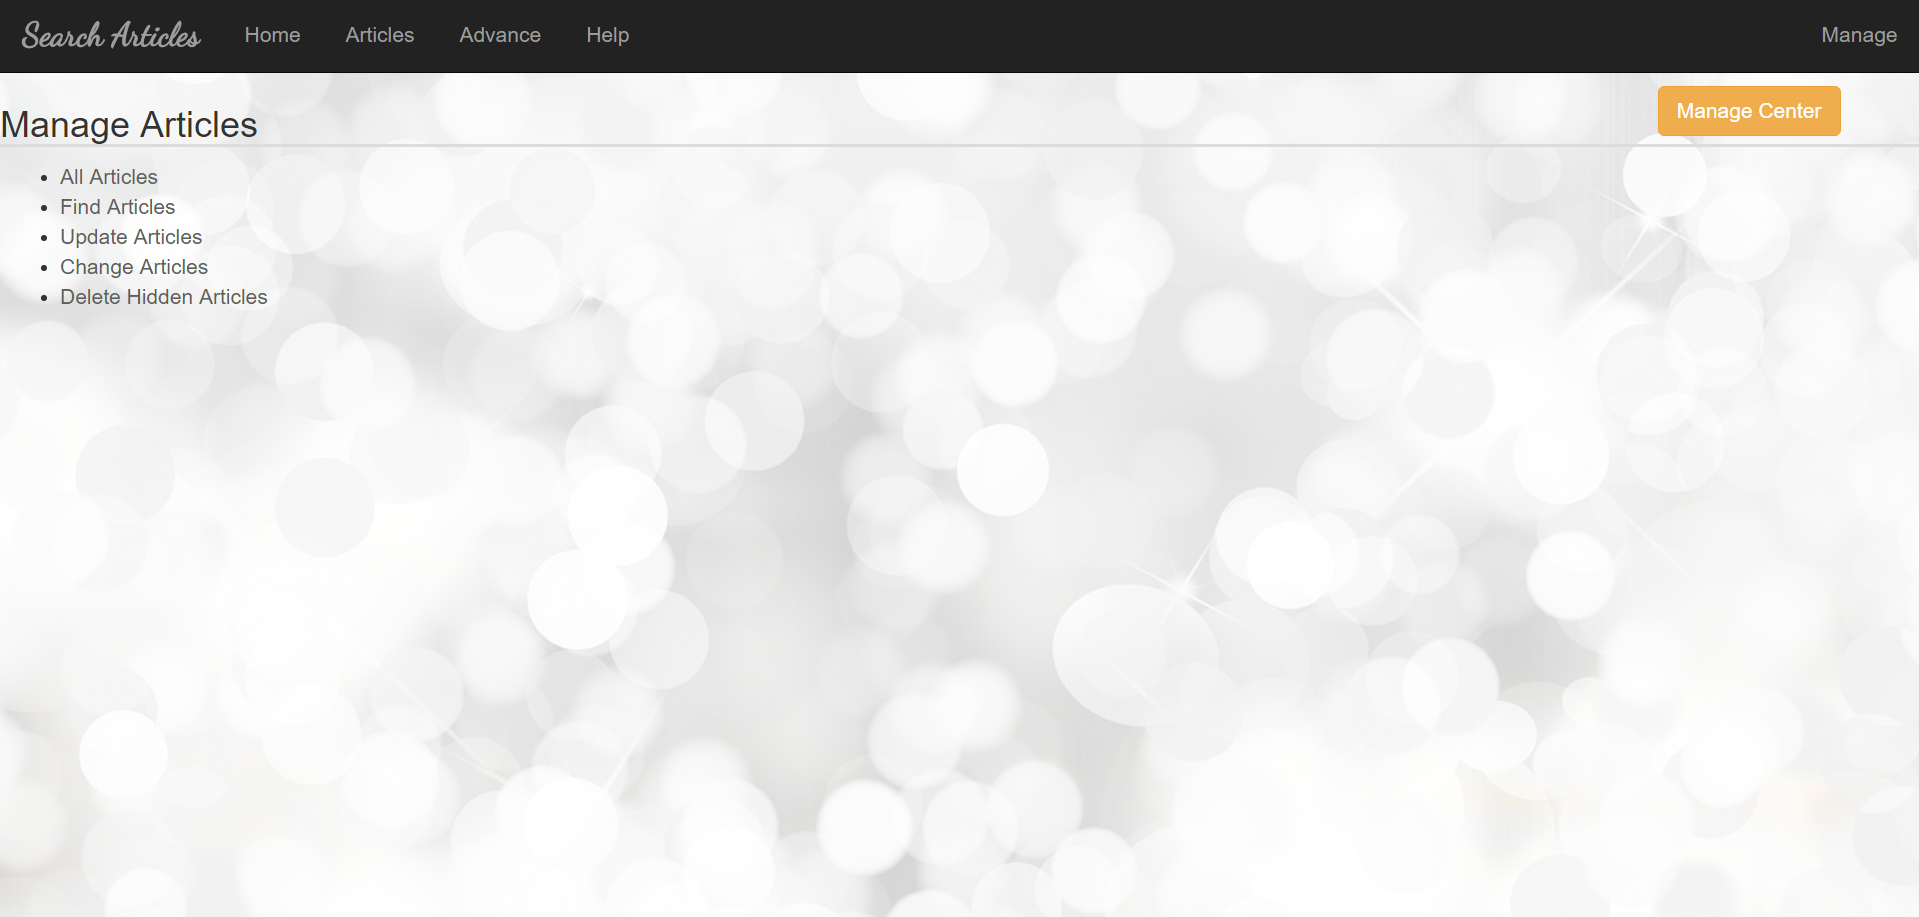 Search Articles Home Articles Advance Help Manage
Manage Center
Manage Articles
All Articles
Find Articles
Update Articles
Change Articles
Delete Hidden Articles